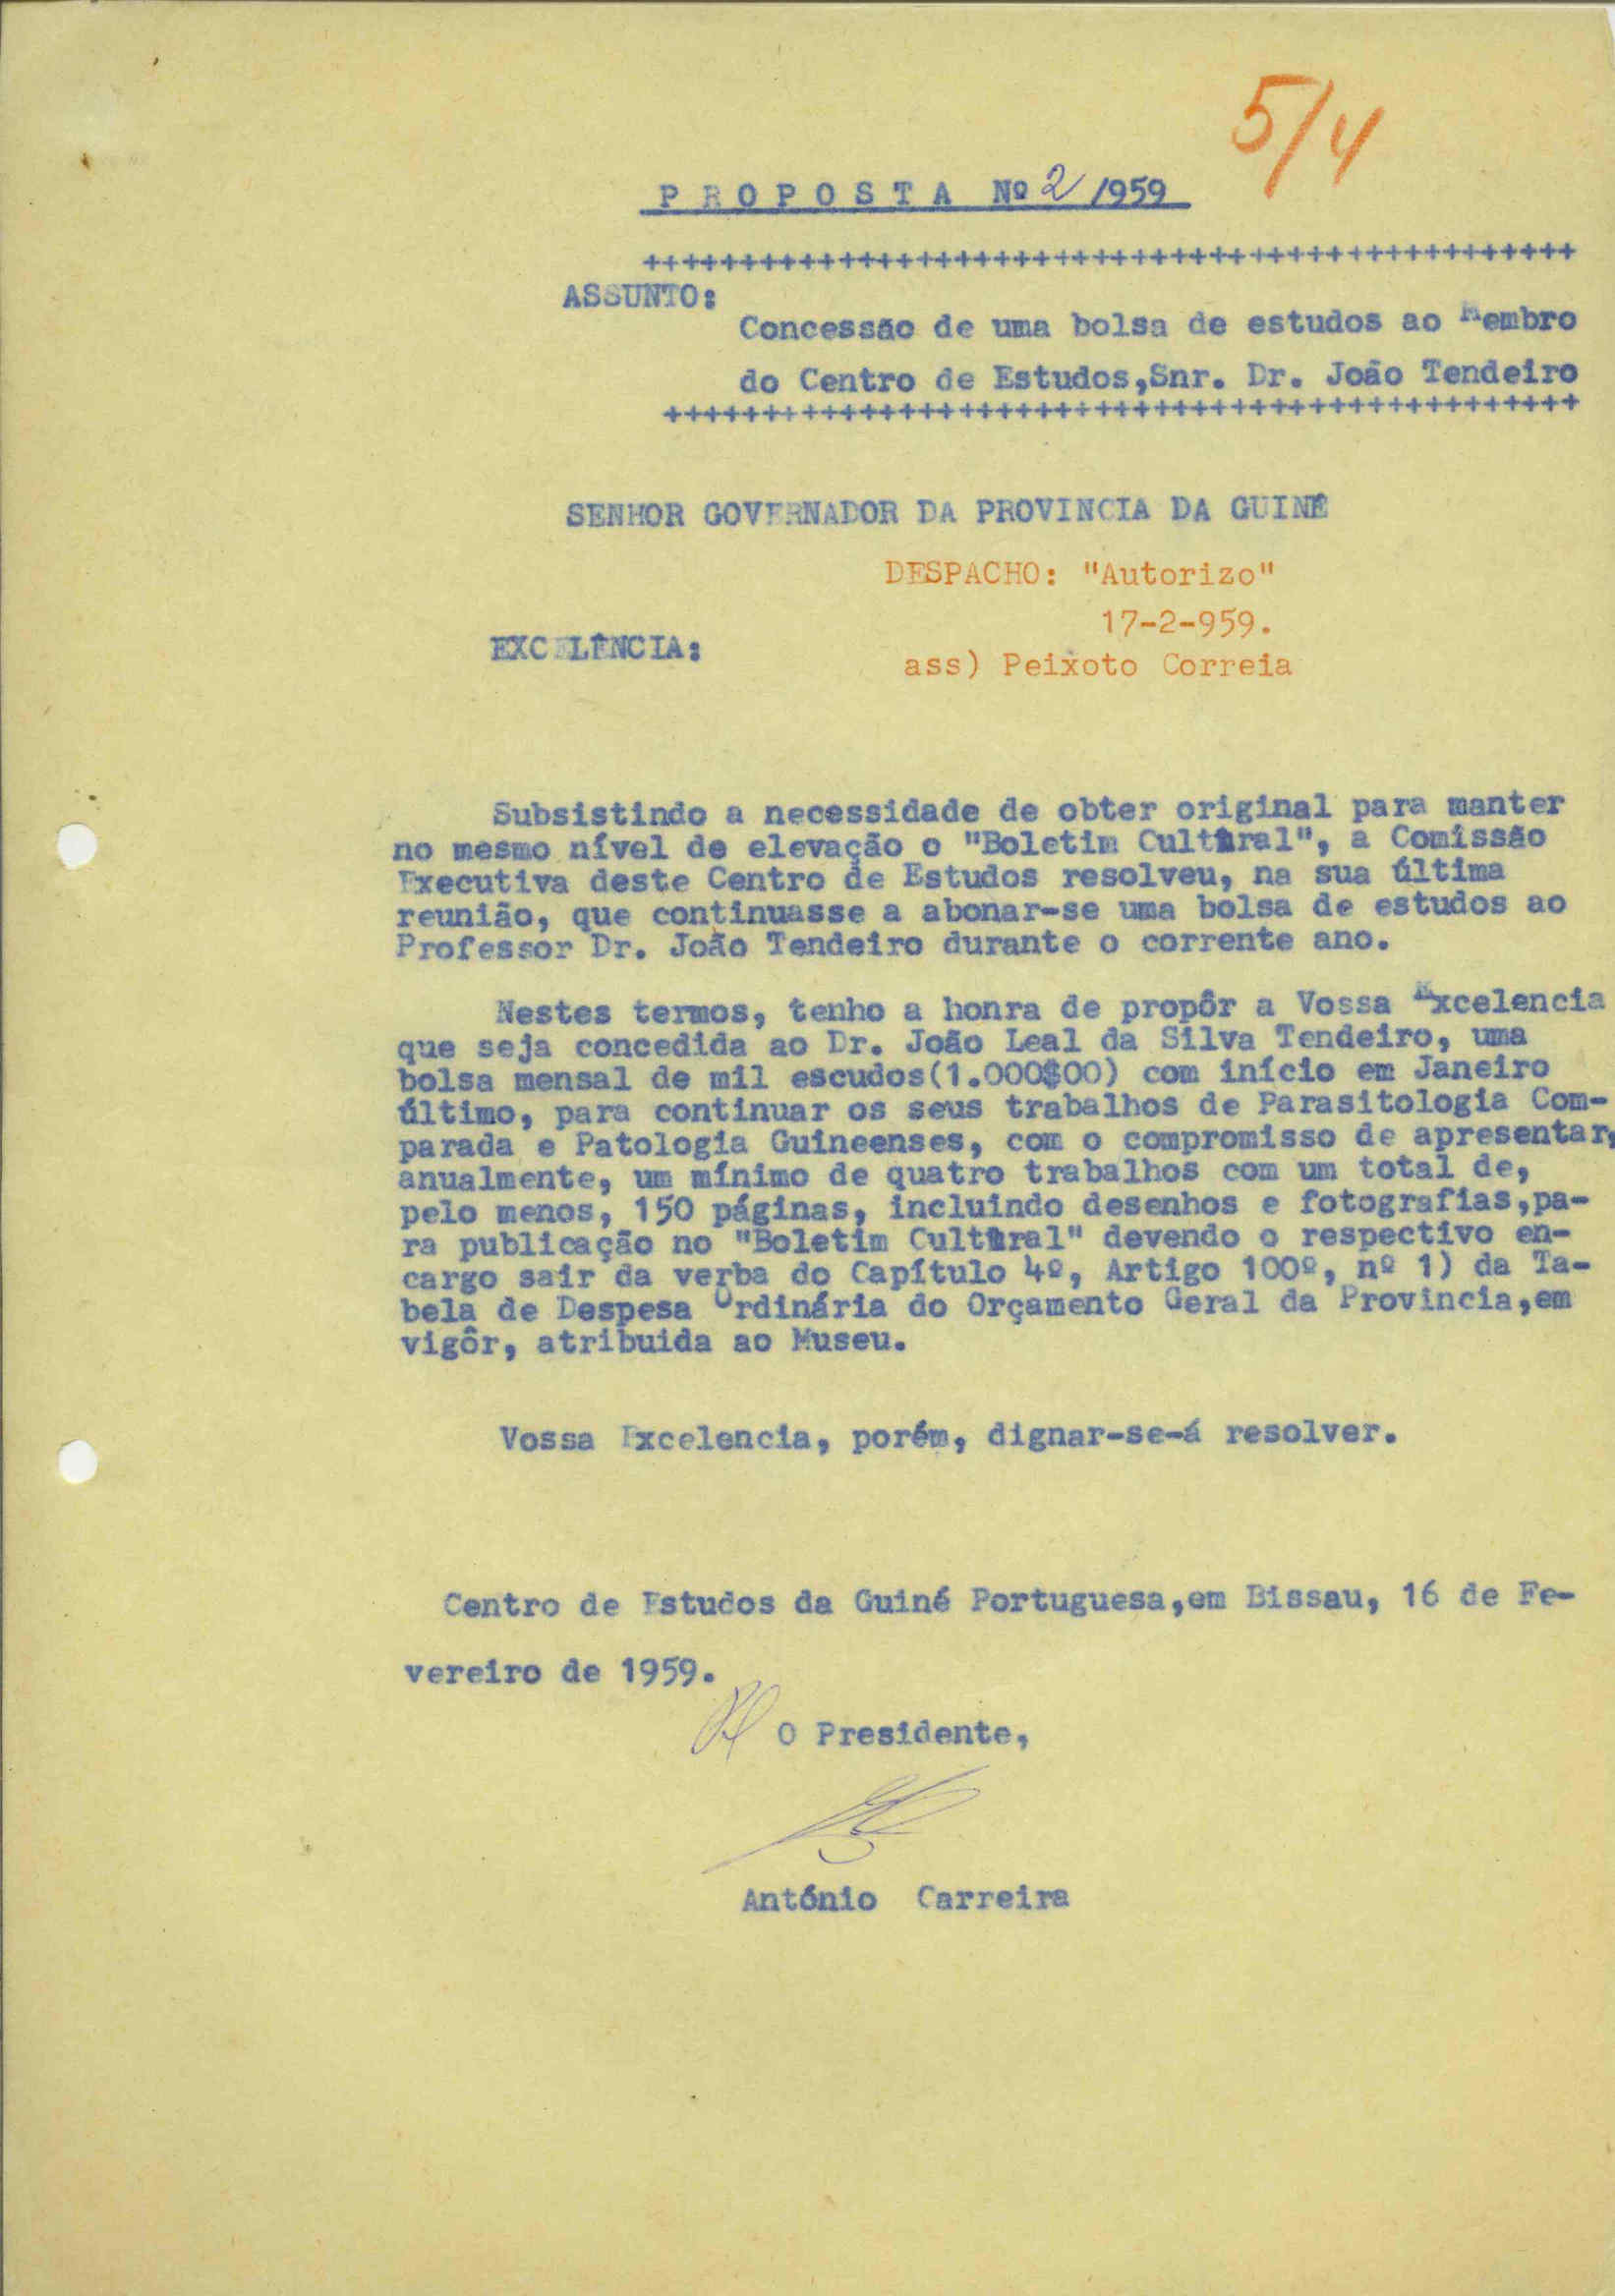 5/4
PROPOSTA Nº 2/1959
++++++++++++++++++++++++++++++++++++++++++++++++
ASSUNTO:
Concessão de uma bolsa de estudos ao Membro
do Centro de Estudos,Snr. Dr. João Tendeiro
+++++++++++++++++++++++++++++++++++++++++++++++
SENHOR GOVERNADOR DA PROVINCIA DA GUINÉ
DESPACHO: "Autorizo"
17-2-959.
EXCELÊNCIA:
ass) Peixoto Correia
Subsistindo a necessidade de obter original para manter
no mesmo nível de elevação o "Boletim Cultural", a Comissão
Executiva deste Centro de Estudos resolveu, na sua última
reunião, que continuasse a abonar-se uma bolsa de estudos ao
Professor Dr. João Tendeiro durante o corrente ano.
Nestes termos, tenho a honra de propôr a Vossa Excelencia
que seja concedida ao Dr. João Leal da Silva Tendeiro, uma
bolsa mensal de mil escudos(1.000$00) com início em Janeiro
último, para continuar os seus trabalhos de Parasitologia Com-
parada e Patologia Guineenses, com o compromisso de apresentar,
anualmente, um mínimo de quatro trabalhos com um total de,
pelo menos, 150 páginas, incluindo desenhos e fotografias,pa-
ra publicação no "Boletim Cultural" devendo o respectivo en-
cargo sair da verba do Capítulo 4º, Artigo 100º, nº 1) da Ta-
bela de Despesa Ordinária do Orçamento Geral da Provincia,em
vigôr, atribuida ao Museu.
Vossa Excelencia, porém, dignar-se-á resolver.
Centro de Estudos da Guiné Portuguesa,em Bissau, 16 de Fe-
vereiro de 1959.
O Presidente,
António Carreira